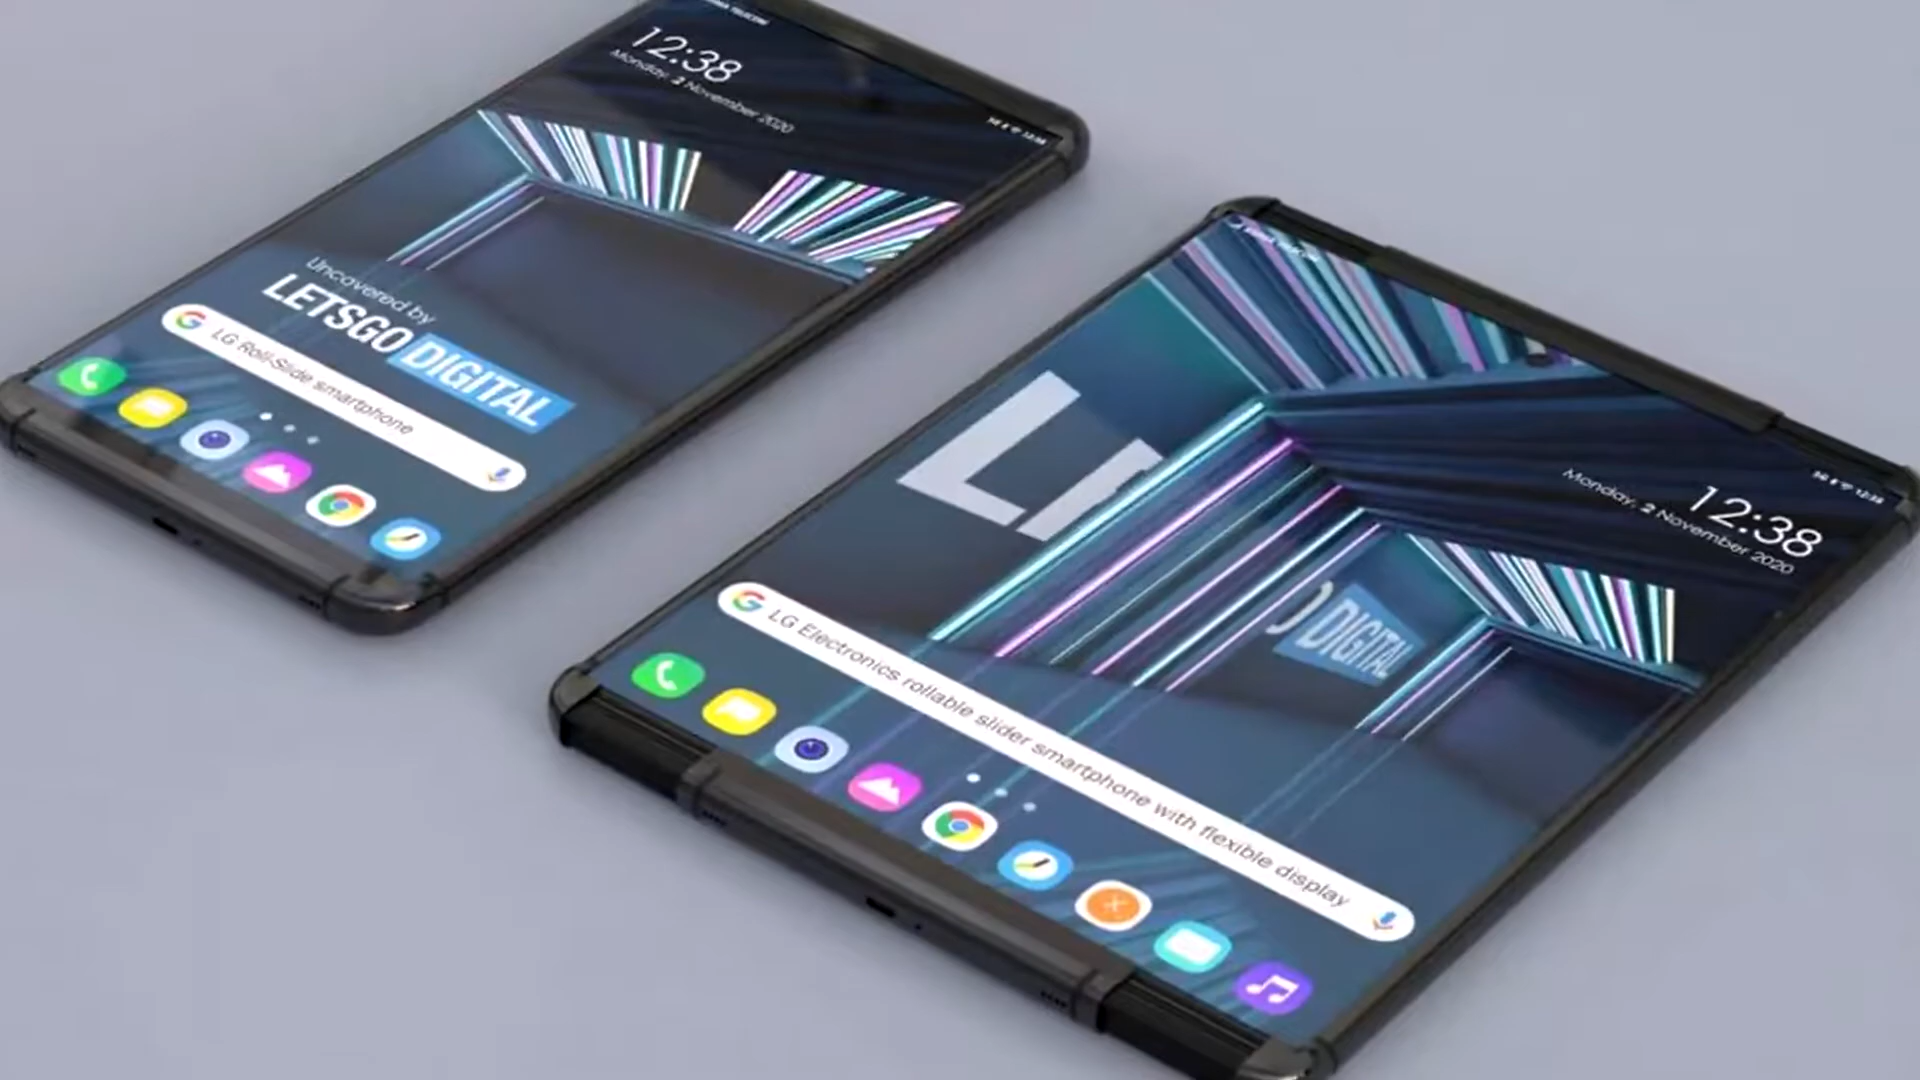 12:38
Monday, 2 November 2020
Uncovered by
LETSGO DIGITAL
LG Roll-Slide smartphone
12:38
Monday, 2 November 2020
DIGITAL
LG Electronics rollable slider smartphone with flexible display